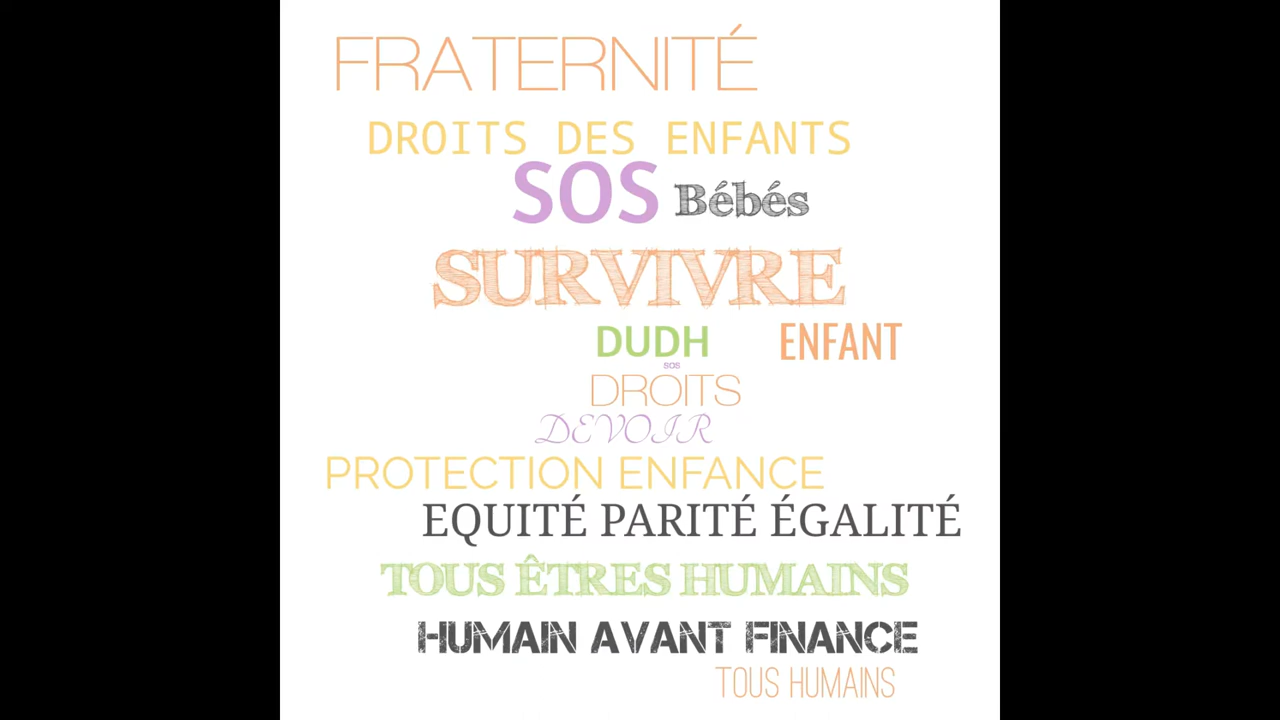 FRATERNITÉ
DROITS DES ENFANTS
SOS Bébés
SURVIVRE
DUDH ENFANT
SOS
DROITS
DEVOIR
PROTECTION ENFANCE
EQUITÉ PARITÉ ÉGALITÉ
TOUS ÊTRES HUMAINS
HUMAIN AVANT FINANCE
TOUS HUMAINS